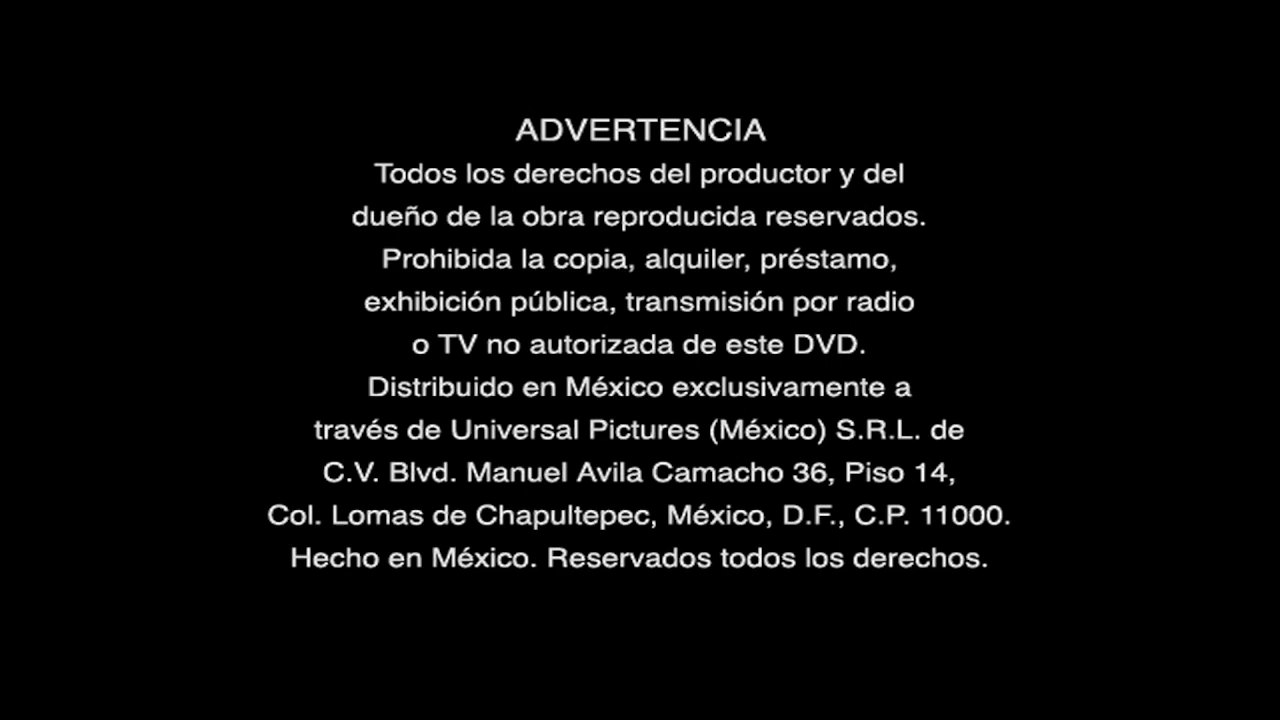 ADVERTENCIA
Todos los derechos del productor y del
dueño de la obra reproducida reservados.
Prohibida la copia, alquiler, préstamo,
exhibición pública, transmisión por radio
o TV no autorizada de este DVD.
Distribuido en México exclusivamente a
través de Universal Pictures (México) S.R.L. de
C.V. Blvd. Manuel Avila Camacho 36, Piso 14,
Col. Lomas de Chapultepec, México, D.F., C.P. 11000.
Hecho en México. Reservados todos los derechos.